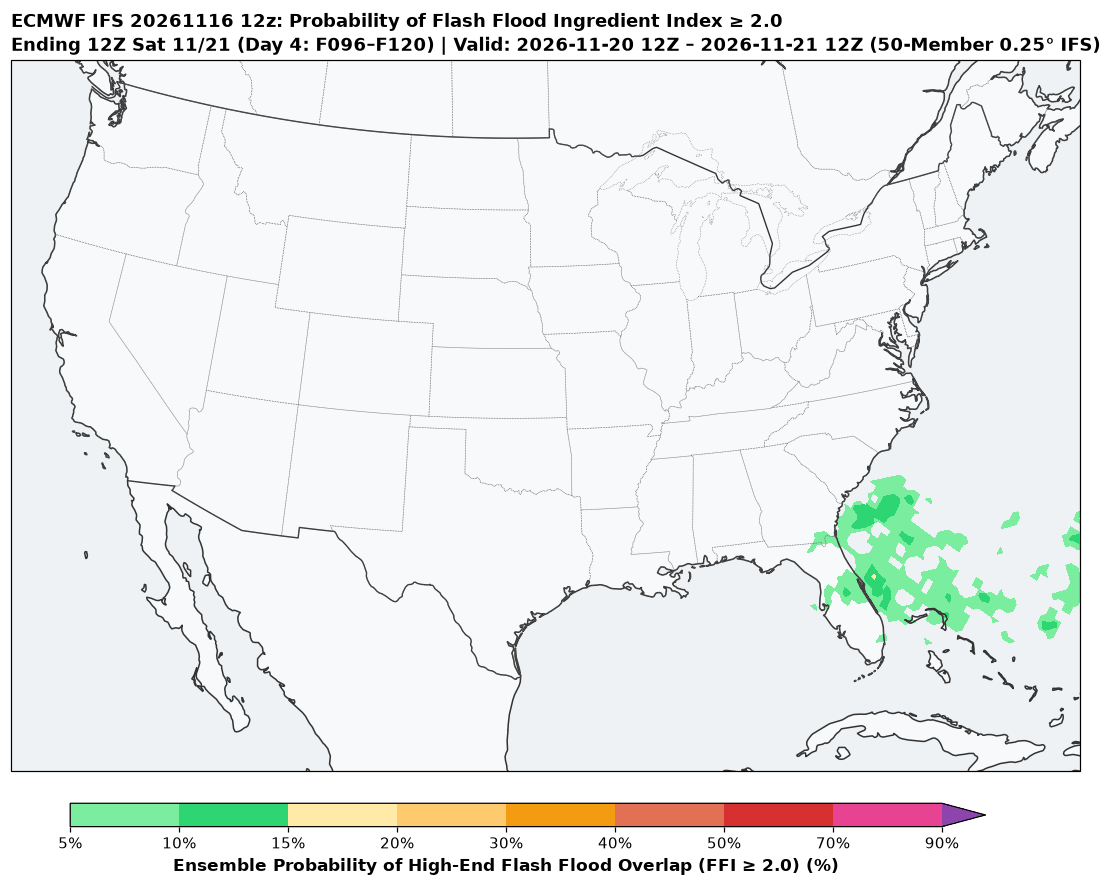 ECMWF IFS 20261116 12z: Probability of Flash Flood Ingredient Index ≥ 2.0
Ending 12Z Sat 11/21 (Day 4: F096–F120) | Valid: 2026-11-20 12Z – 2026-11-21 12Z (50-Member 0.25° IFS)
5% 10% 15% 20% 30% 40% 50% 70% 90%
Ensemble Probability of High-End Flash Flood Overlap (FFI ≥ 2.0) (%)